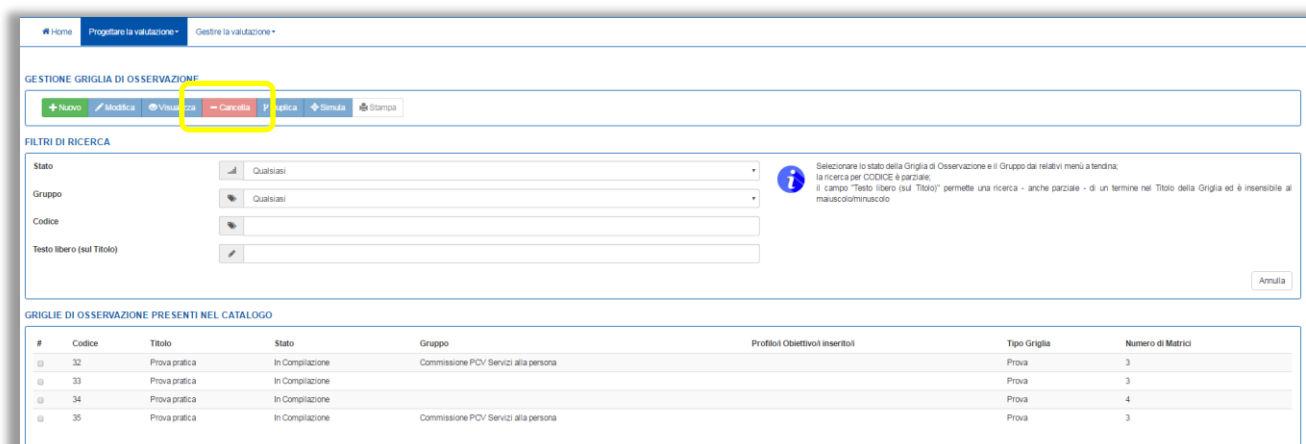 Home Progettare la valutazione Gestire la valutazione
GESTIONE GRIGLIA DI OSSERVAZIONE
Nuovo Modifica Visualizza Cancella Duplica Simula Stampa
FILTRI DI RICERCA
Stato Qualsiasi
Gruppo Qualsiasi
Codice
Testo libero (sul Titolo)
Selezionare lo stato della Griglia di Osservazione e il Gruppo dai relativi menù a tendina;
la ricerca per CODICE è parziale;
il campo "Testo libero (sul Titolo)" permette una ricerca - anche parziale - di un termine nel Titolo della Griglia ed è insensibile al
maiuscolo/minuscolo
Annulla
GRIGLIE DI OSSERVAZIONE PRESENTI NEL CATALOGO
# Codice Titolo Stato Gruppo Profilo/i Obiettivo/i inserito/i Tipo Griglia Numero di Matrici
32 Prova pratica In Compilazione Commissione PCV Servizi alla persona Prova 3
33 Prova pratica In Compilazione Prova 3
34 Prova pratica In Compilazione Prova 4
35 Prova pratica In Compilazione Commissione PCV Servizi alla persona Prova 3